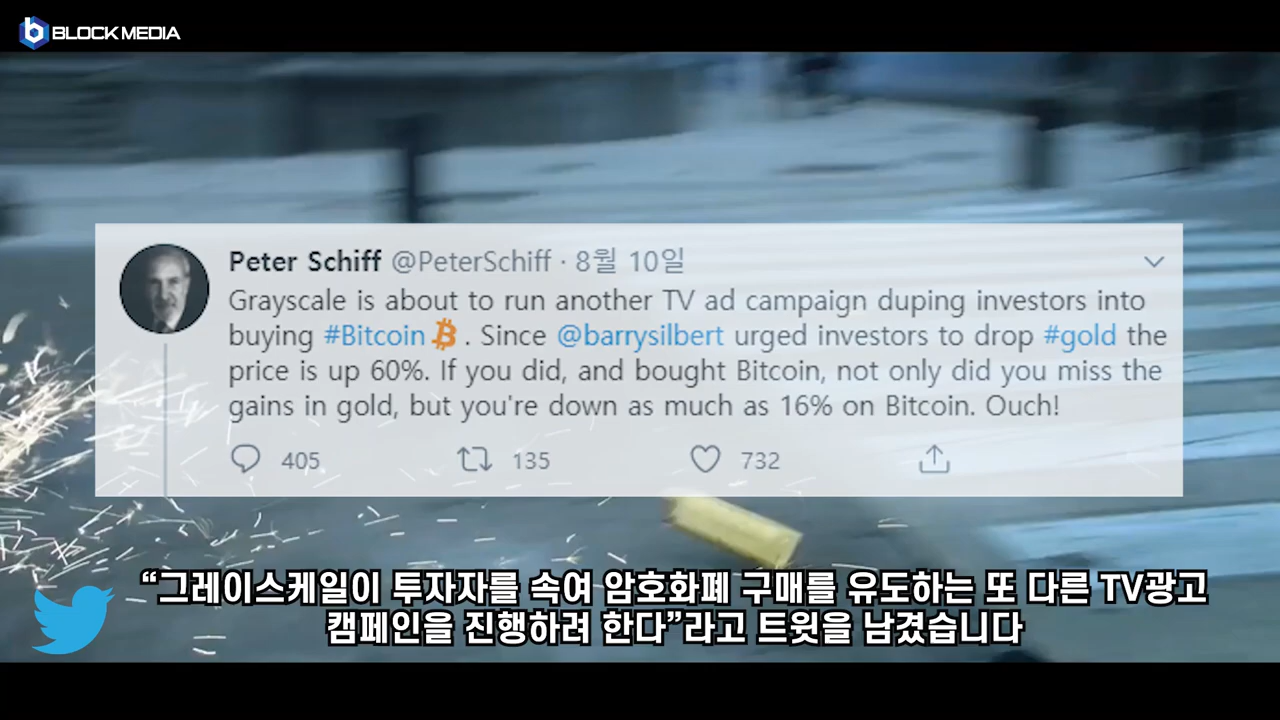 BLOCK MEDIA
Peter Schiff @PeterSchiff · 8월 10일
Grayscale is about to run another TV ad campaign duping investors into
buying #Bitcoin . Since @barrysilbert urged investors to drop #gold the
price is up 60%. If you did, and bought Bitcoin, not only did you miss the
gains in gold, but you're down as much as 16% on Bitcoin. Ouch!
405 135 732
“그레이스케일이 투자자를 속여 암호화폐 구매를 유도하는 또 다른 TV광고
캠페인을 진행하려 한다”라고 트윗을 남겼습니다